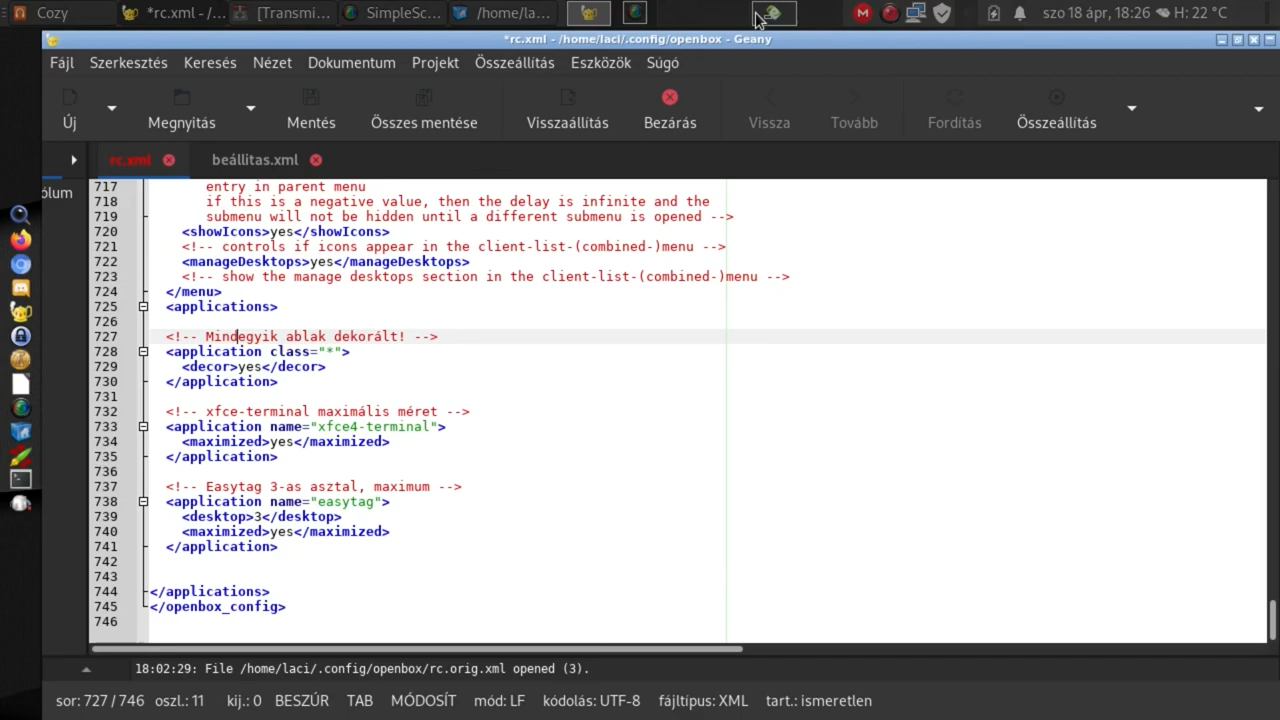 Cozy *rc.xml - /... [Transmi... SimpleSc... /home/la... szo 18 ápr, 18:26 H: 22 °C
*rc.xml - /home/laci/.config/openbox - Geany
Fájl Szerkesztés Keresés Nézet Dokumentum Projekt Összeállítás Eszközök Súgó
Új Megnyitás Mentés Összes mentése Visszaállítás Bezárás Vissza Tovább Fordítás Összeállítás
rc.xml beállitas.xml
ólum
717 entry in parent menu
718 if this is a negative value, then the delay is infinite and the
719 submenu will not be hidden until a different submenu is opened -->
720 <showIcons>yes</showIcons>
721 <!-- controls if icons appear in the client-list-(combined-)menu -->
722 <manageDesktops>yes</manageDesktops>
723 <!-- show the manage desktops section in the client-list-(combined-)menu -->
724 </menu>
725 <applications>
726
727 <!-- Mindegyik ablak dekorált! -->
728 <application class="*">
729 <decor>yes</decor>
730 </application>
731
732 <!-- xfce-terminal maximális méret -->
733 <application name="xfce4-terminal">
734 <maximized>yes</maximized>
735 </application>
736
737 <!-- Easytag 3-as asztal, maximum -->
738 <application name="easytag">
739 <desktop>3</desktop>
740 <maximized>yes</maximized>
741 </application>
742
743
744 </applications>
745 </openbox_config>
746
18:02:29: File /home/laci/.config/openbox/rc.orig.xml opened (3).
sor: 727 / 746 oszl.: 11 kij.: 0 BESZÚR TAB MÓDOSÍT mód: LF kódolás: UTF-8 fájltípus: XML tart.: ismeretlen